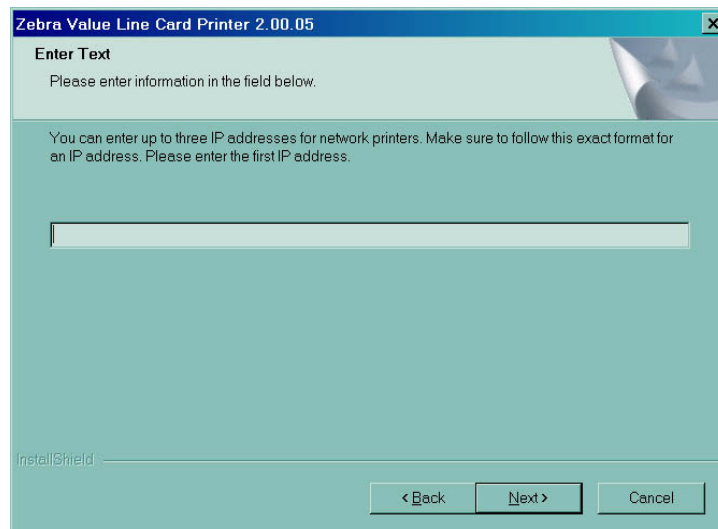 Zebra Value Line Card Printer 2.00.05
Enter Text
Please enter information in the field below.
You can enter up to three IP addresses for network printers. Make sure to follow this exact format for
an IP address. Please enter the first IP address.
InstallShield
< Back Next > Cancel